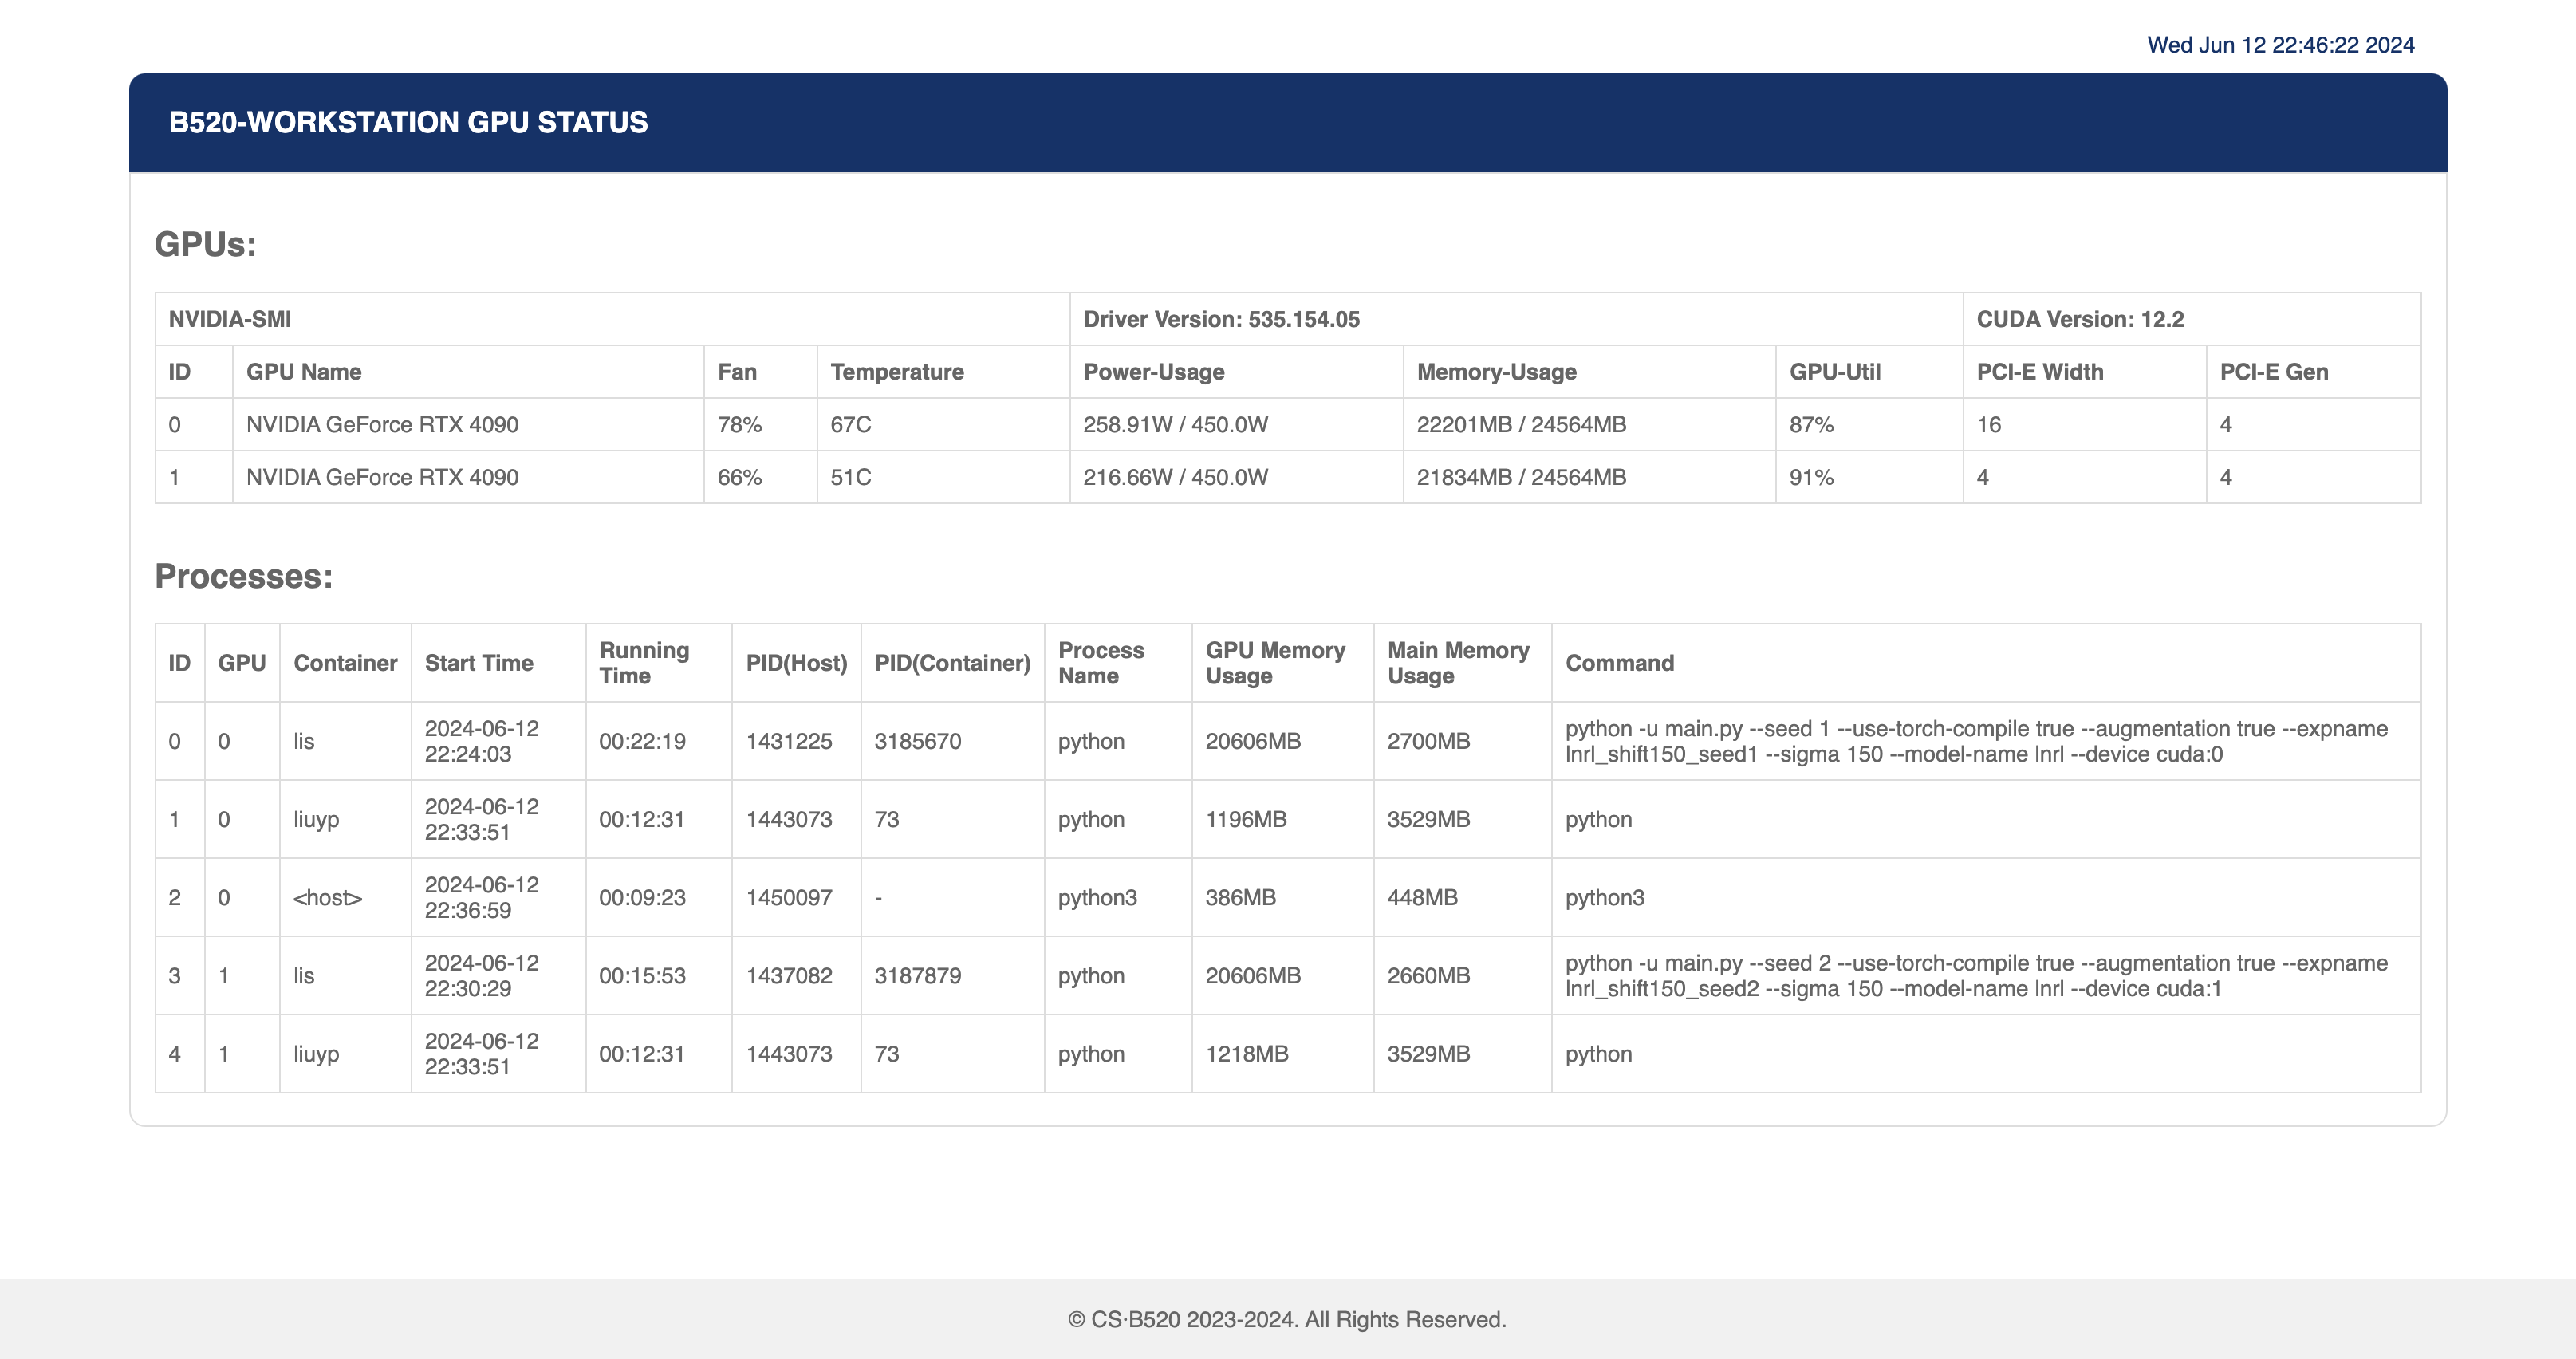 Wed Jun 12 22:46:22 2024
B520-WORKSTATION GPU STATUS
GPUs:
NVIDIA-SMI Driver Version: 535.154.05 CUDA Version: 12.2
ID GPU Name Fan Temperature Power-Usage Memory-Usage GPU-Util PCI-E Width PCI-E Gen
0 NVIDIA GeForce RTX 4090 78% 67C 258.91W / 450.0W 22201MB / 24564MB 87% 16 4
1 NVIDIA GeForce RTX 4090 66% 51C 216.66W / 450.0W 21834MB / 24564MB 91% 4 4
Processes:
ID GPU Container Start Time Running Time PID(Host) PID(Container) Process Name GPU Memory Usage Main Memory Usage Command
0 0 lis 2024-06-12 22:24:03 00:22:19 1431225 3185670 python 20606MB 2700MB python -u main.py --seed 1 --use-torch-compile true --augmentation true --expname lnrl_shift150_seed1 --sigma 150 --model-name lnrl --device cuda:0
1 0 liuyp 2024-06-12 22:33:51 00:12:31 1443073 73 python 1196MB 3529MB python
2 0 <host> 2024-06-12 22:36:59 00:09:23 1450097 - python3 386MB 448MB python3
3 1 lis 2024-06-12 22:30:29 00:15:53 1437082 3187879 python 20606MB 2660MB python -u main.py --seed 2 --use-torch-compile true --augmentation true --expname lnrl_shift150_seed2 --sigma 150 --model-name lnrl --device cuda:1
4 1 liuyp 2024-06-12 22:33:51 00:12:31 1443073 73 python 1218MB 3529MB python
© CS·B520 2023-2024. All Rights Reserved.